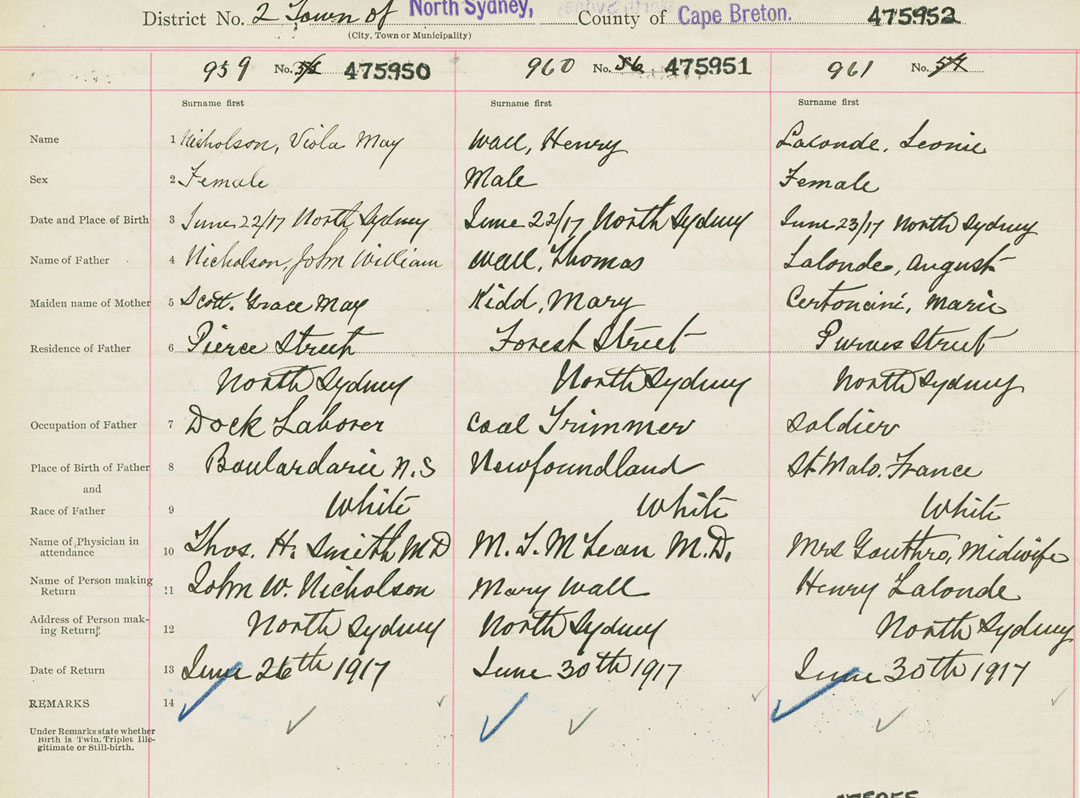 District No. 2 Town of North Sydney, County of Cape Breton. 475952
(City, Town or Municipality)
959 No. 475950 960 No. 56 475951 961 No. 57
Surname first Surname first Surname first
Name 1 Nicholson, Viola May Wall, Henry Lalonde, Leonie
Sex 2 Female Male Female
Date and Place of Birth 3 June 22/17 North Sydney June 22/17 North Sydney June 23/17 North Sydney
Name of Father 4 Nicholson, John William Wall, Thomas Lalonde, August
Maiden name of Mother 5 Scott, Grace May Kidd, Mary Certoncini, Marie
Residence of Father 6 Pierce Street Forest Street Purves Street
North Sydney North Sydney North Sydney
Occupation of Father 7 Dock Laborer Coal Trimmer Soldier
Place of Birth of Father 8 Boulardarie N.S Newfoundland St. Malo. France
and
Race of Father 9 White White White
Name of Physician in
attendance 10 Thos. H. Smith MD M. T. McLean M.D. Mrs Gouthro, Midwife
Name of Person making
Return 11 John W. Nicholson Mary Wall Henry Lalonde
Address of Person mak-
ing Return 12 North Sydney North Sydney North Sydney
Date of Return 13 June 26th 1917 June 30th 1917 June 30th 1917
REMARKS 14
Under Remarks state whether
Birth is Twin, Triplet Ille-
gitimate or Still-birth.